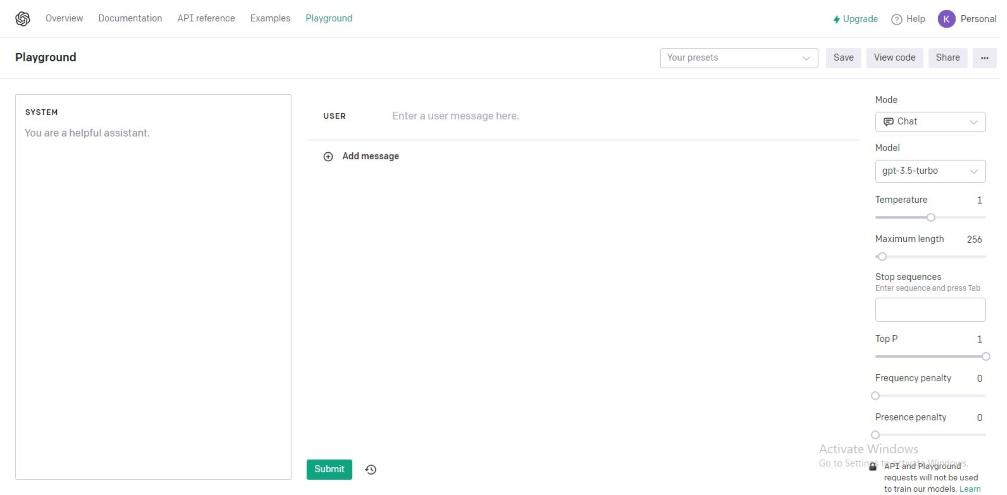 Overview Documentation API reference Examples Playground
Upgrade Help K Personal
Playground
Your presets Save View code Share ...
SYSTEM
You are a helpful assistant.
USER Enter a user message here.
Add message
Submit
Mode
Chat
Model
gpt-3.5-turbo
Temperature 1
Maximum length 256
Stop sequences
Enter sequence and press Tab
Top P 1
Frequency penalty 0
Presence penalty 0
Activate Windows
Go to Settings to activate Windows.
API and Playground
requests will not be used
to train our models. Learn